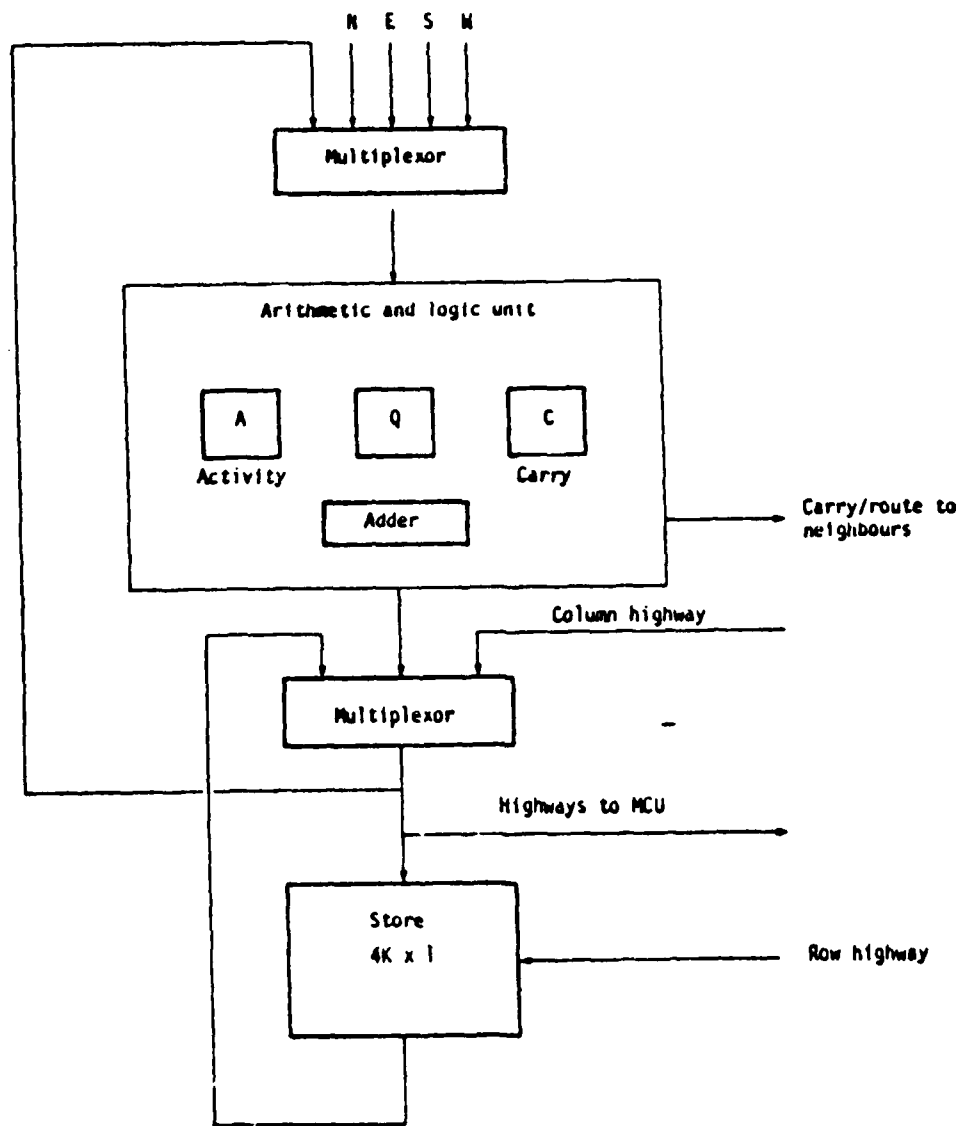 N E S W
Multiplexor
Arithmetic and logic unit
A Q C
Activity Carry
Adder
Carry/route to
neighbours
Column highway
Multiplexor
Highways to MCU
Store
4K x 1
Row highway